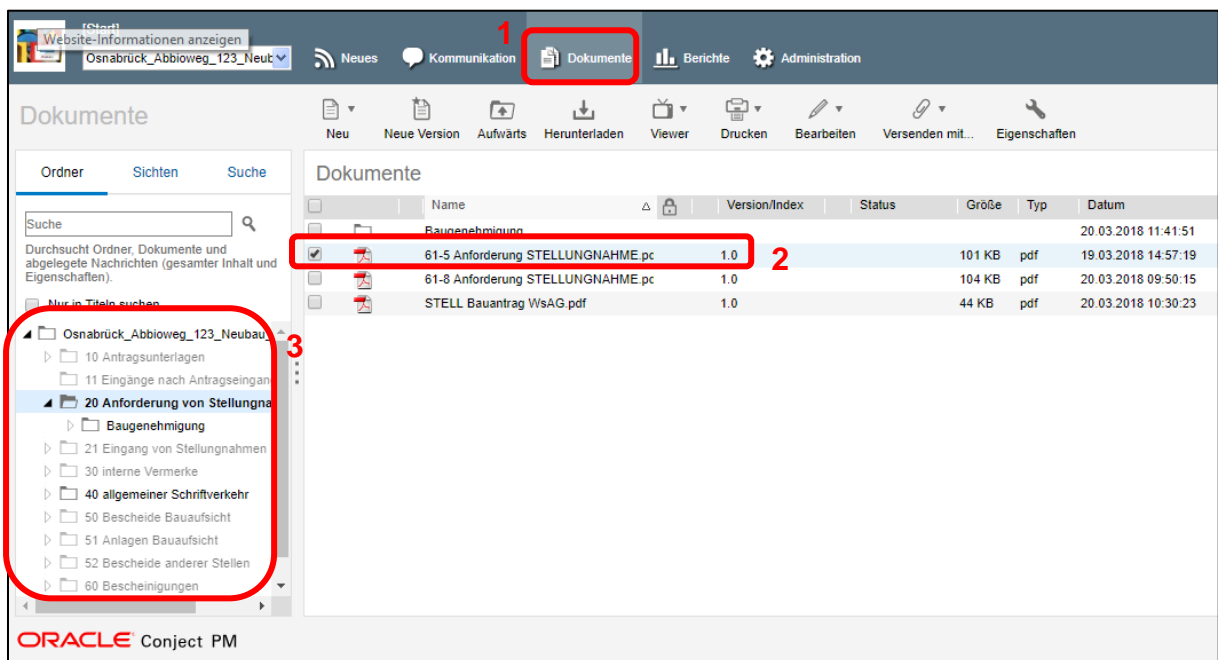 [Start]
Website-Informationen anzeigen
Osnabrück_Abbioweg_123_Neub
1
Neues Kommunikation Dokumente Berichte Administration
Dokumente
Neu Neue Version Aufwärts Herunterladen Viewer Drucken Bearbeiten Versenden mit... Eigenschaften
Ordner Sichten Suche
Dokumente
Name Version/Index Status Größe Typ Datum
Suche
Durchsucht Ordner, Dokumente und
abgelegte Nachrichten (gesamter Inhalt und
Eigenschaften).
Nur in Titeln suchen
Baugenehmigung 20.03.2018 11:41:51
61-5 Anforderung STELLUNGNAHME.pc 1.0 101 KB pdf 19.03.2018 14:57:19
2
61-8 Anforderung STELLUNGNAHME.pc 1.0 104 KB pdf 20.03.2018 09:50:15
STELL Bauantrag WsAG.pdf 1.0 44 KB pdf 20.03.2018 10:30:23
Osnabrück_Abbioweg_123_Neubau_
3
10 Antragsunterlagen
11 Eingänge nach Antragseingan
20 Anforderung von Stellungna
Baugenehmigung
21 Eingang von Stellungnahmen
30 interne Vermerke
40 allgemeiner Schriftverkehr
50 Bescheide Bauaufsicht
51 Anlagen Bauaufsicht
52 Bescheide anderer Stellen
60 Bescheinigungen
ORACLE Conject PM